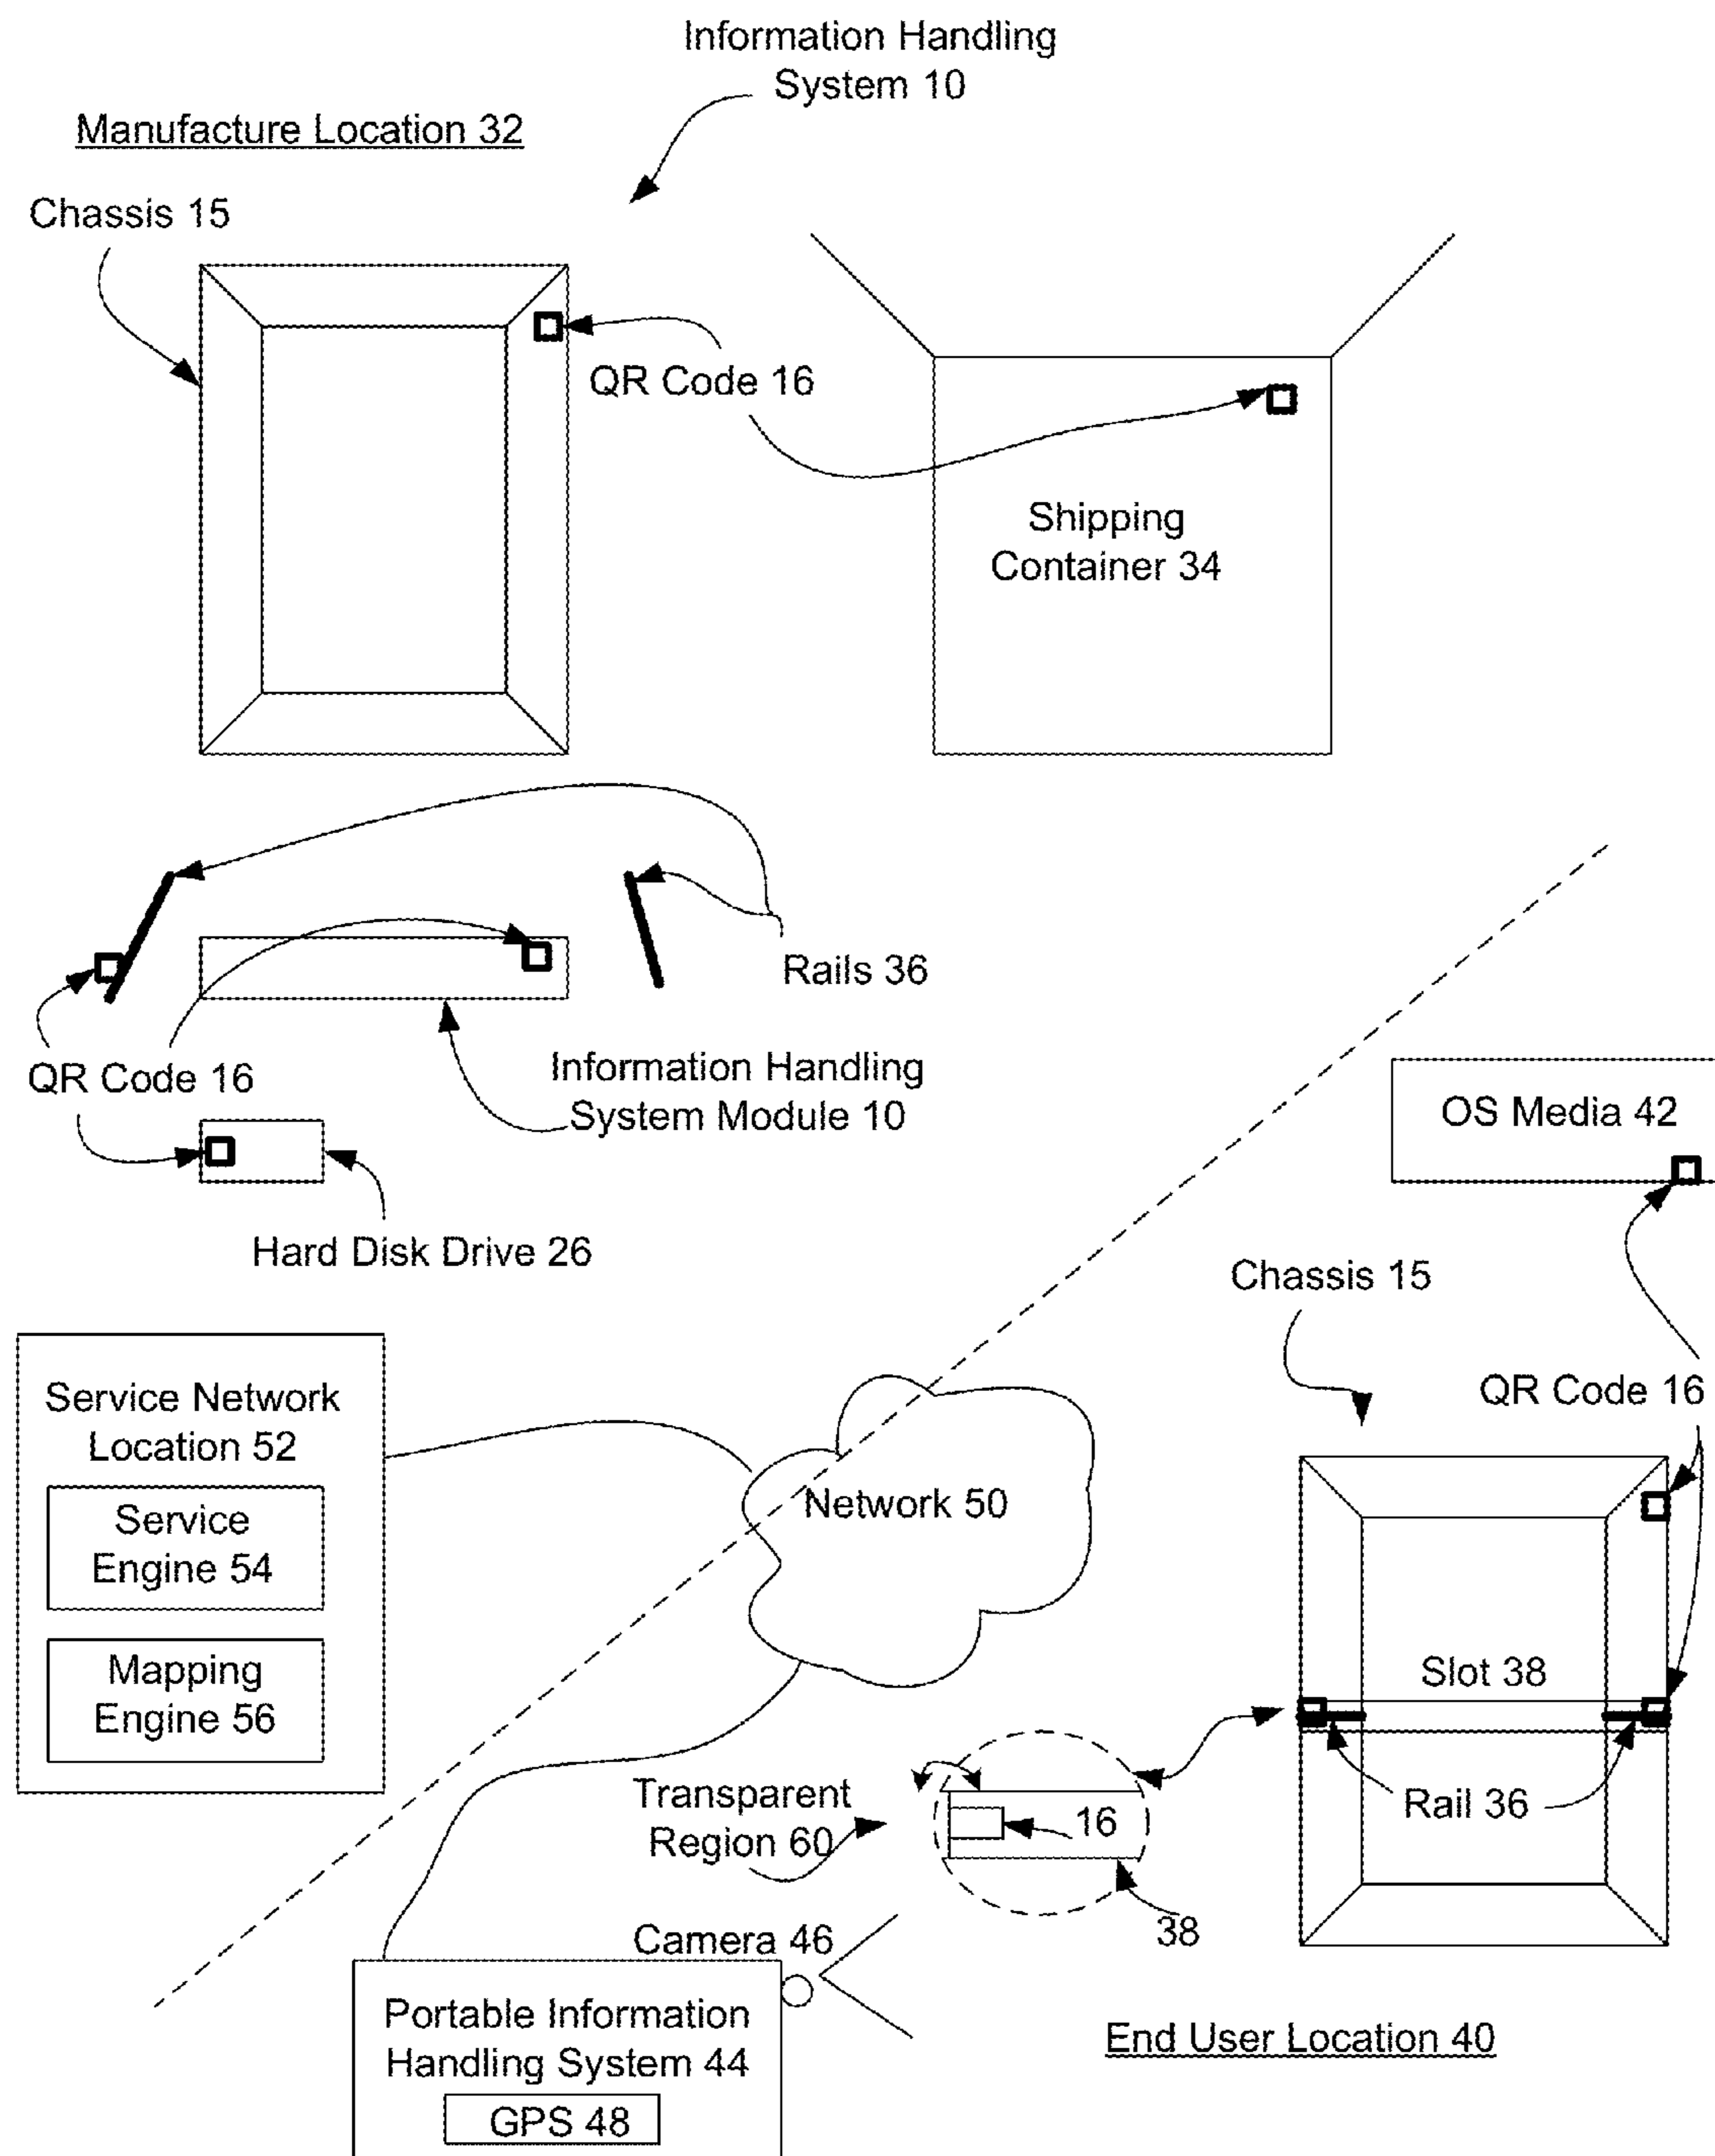 Information Handling
System 10
Manufacture Location 32
Chassis 15
QR Code 16
Shipping
Container 34
Rails 36
QR Code 16
Information Handling
System Module 10
Hard Disk Drive 26
OS Media 42
Chassis 15
QR Code 16
Service Network
Location 52
Service
Engine 54
Mapping
Engine 56
Network 50
Slot 38
Rail 36
Transparent
Region 60
16
38
Camera 46
Portable Information
Handling System 44
GPS 48
End User Location 40